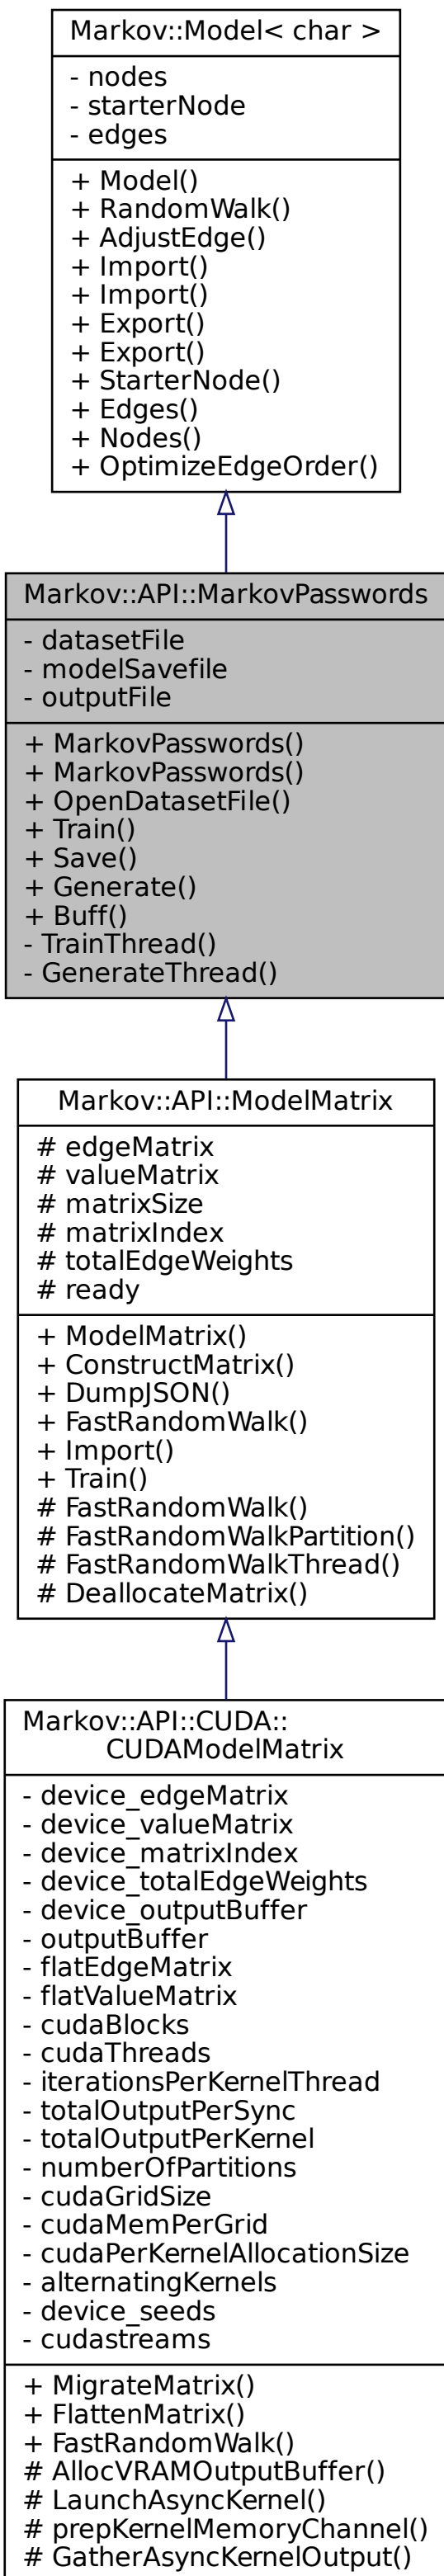 Markov::Model< char >
- nodes
- starterNode
- edges
+ Model()
+ RandomWalk()
+ AdjustEdge()
+ Import()
+ Import()
+ Export()
+ Export()
+ StarterNode()
+ Edges()
+ Nodes()
+ OptimizeEdgeOrder()
Markov::API::MarkovPasswords
- datasetFile
- modelSavefile
- outputFile
+ MarkovPasswords()
+ MarkovPasswords()
+ OpenDatasetFile()
+ Train()
+ Save()
+ Generate()
+ Buff()
- TrainThread()
- GenerateThread()
Markov::API::ModelMatrix
# edgeMatrix
# valueMatrix
# matrixSize
# matrixIndex
# totalEdgeWeights
# ready
+ ModelMatrix()
+ ConstructMatrix()
+ DumpJSON()
+ FastRandomWalk()
+ Import()
+ Train()
# FastRandomWalk()
# FastRandomWalkPartition()
# FastRandomWalkThread()
# DeallocateMatrix()
Markov::API::CUDA::
CUDAModelMatrix
- device_edgeMatrix
- device_valueMatrix
- device_matrixIndex
- device_totalEdgeWeights
- device_outputBuffer
- outputBuffer
- flatEdgeMatrix
- flatValueMatrix
- cudaBlocks
- cudaThreads
- iterationsPerKernelThread
- totalOutputPerSync
- totalOutputPerKernel
- numberOfPartitions
- cudaGridSize
- cudaMemPerGrid
- cudaPerKernelAllocationSize
- alternatingKernels
- device_seeds
- cudastreams
+ MigrateMatrix()
+ FlattenMatrix()
+ FastRandomWalk()
# AllocVRAMOutputBuffer()
# LaunchAsyncKernel()
# prepKernelMemoryChannel()
# GatherAsyncKernelOutput()